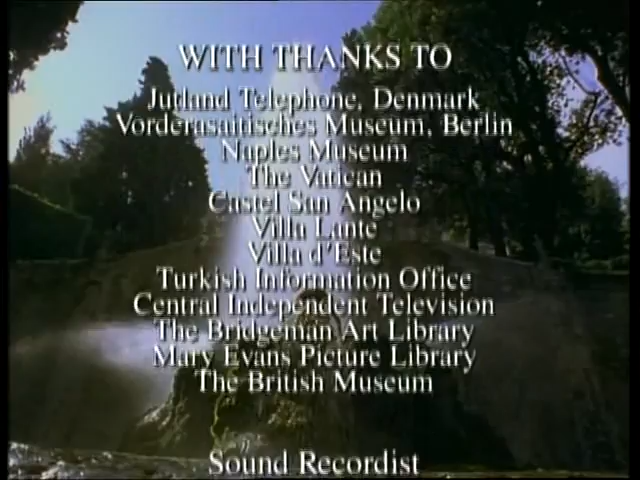 WITH THANKS TO
Jutland Telephone, Denmark
Vorderasaitisches Museum, Berlin
Naples Museum
The Vatican
Castel San Angelo
Villa Lante
Villa d'Este
Turkish Information Office
Central Independent Television
The Bridgeman Art Library
Mary Evans Picture Library
The British Museum
Sound Recordist